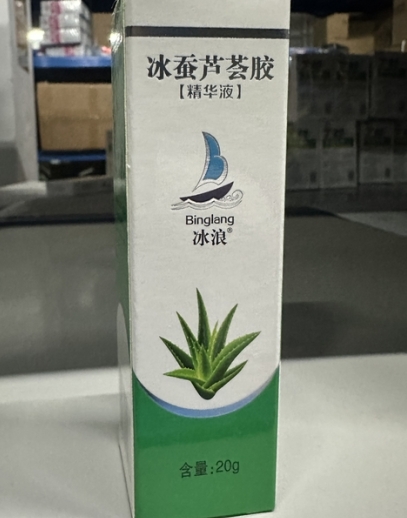 冰蚕芦荟胶
【精华液】
Binglang
冰浪®
含量:20g